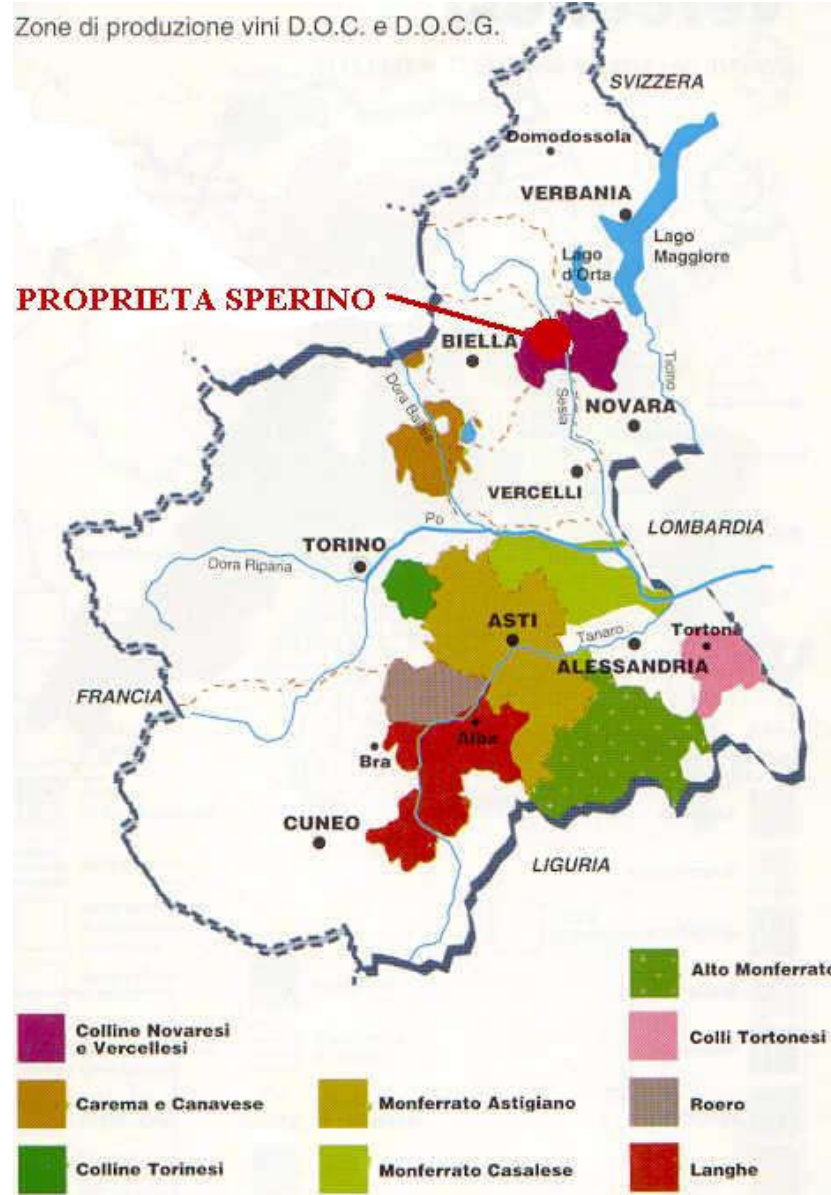 Zone di produzione vini D.O.C. e D.O.C.G.
SVIZZERA
Domodossola
VERBANIA
Lago
Maggiore
Lago
d'Orta
PROPRIETA SPERINO
BIELLA
Ticino
Dora Baltea
Sesia
NOVARA
VERCELLI
Po
LOMBARDIA
TORINO
Dora Riparia
ASTI
Tanaro
Tortona
ALESSANDRIA
FRANCIA
Alba
Bra
CUNEO
LIGURIA
Alto Monferrato
Colline Novaresi
e Vercellesi
Colli Tortonesi
Carema e Canavese
Monferrato Astigiano
Roero
Colline Torinesi
Monferrato Casalese
Langhe